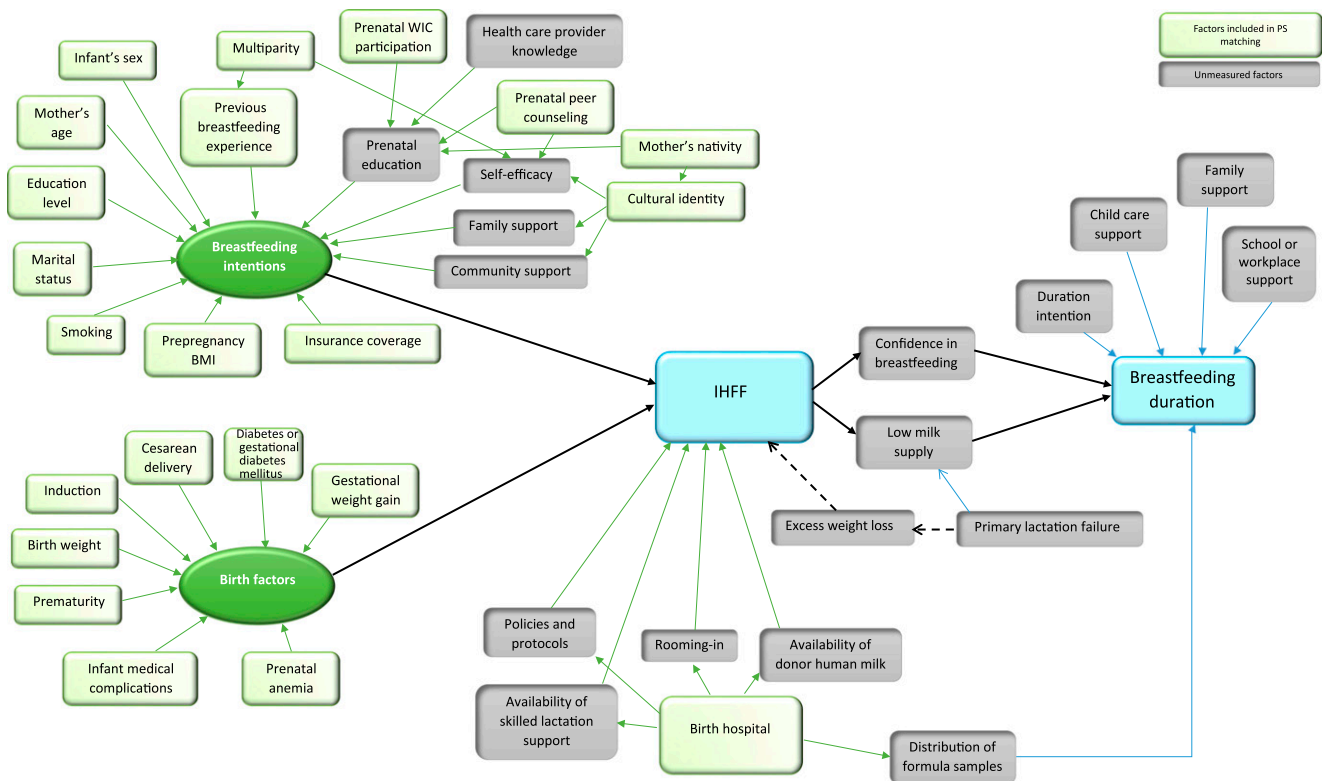 Prenatal WIC
participation
Health care provider
knowledge
Factors included in PS
matching
Unmeasured factors
Infant's sex
Multiparity
Mother's
age
Previous
breastfeeding
experience
Prenatal
education
Prenatal peer
counseling
Mother's nativity
Self-efficacy
Cultural identity
Education
level
Family support
Community support
Breastfeeding
intentions
Marital
status
Smoking
Prepregnancy
BMI
Insurance coverage
Family
support
Child care
support
School or
workplace
support
Duration
intention
IHFF
Confidence in
breastfeeding
Breastfeeding
duration
Low milk
supply
Excess weight loss
Primary lactation failure
Cesarean
delivery
Diabetes or
gestational
diabetes
mellitus
Gestational
weight gain
Induction
Birth weight
Birth factors
Prematurity
Infant medical
complications
Prenatal
anemia
Policies and
protocols
Rooming-in
Availability of
donor human milk
Availability of
skilled lactation
support
Birth hospital
Distribution of
formula samples